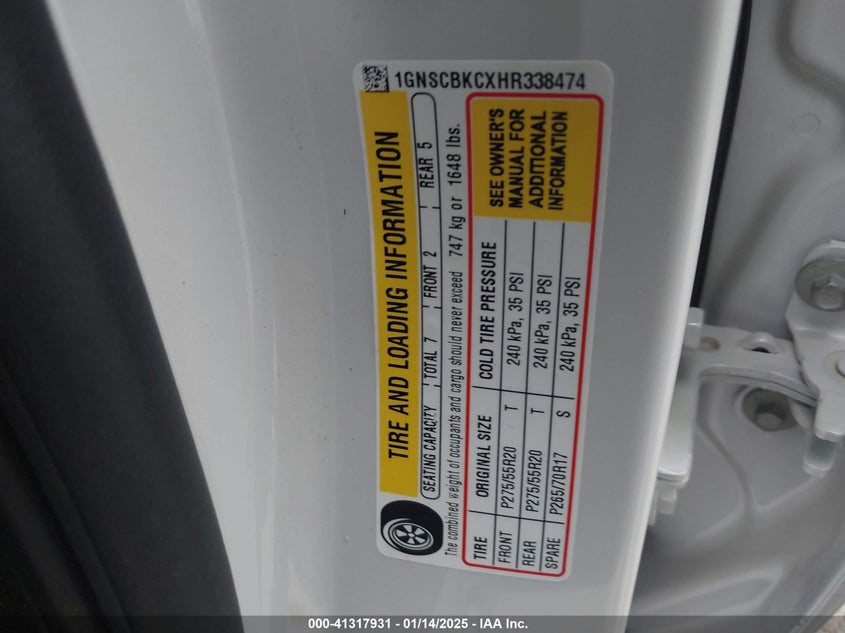 1GNSCBKCXHR338474
TIRE AND LOADING INFORMATION
SEATING CAPACITY TOTAL 7 FRONT 2 REAR 5
The combined weight of occupants and cargo should never exceed 747 kg or 1648 lbs.
TIRE ORIGINAL SIZE COLD TIRE PRESSURE
FRONT P275/55R20 T 240 kPa, 35 PSI
REAR P275/55R20 T 240 kPa, 35 PSI
SPARE P265/70R17 S 240 kPa, 35 PSI
SEE OWNER'S
MANUAL FOR
ADDITIONAL
INFORMATION
000-41317931 - 01/14/2025 - IAA Inc.